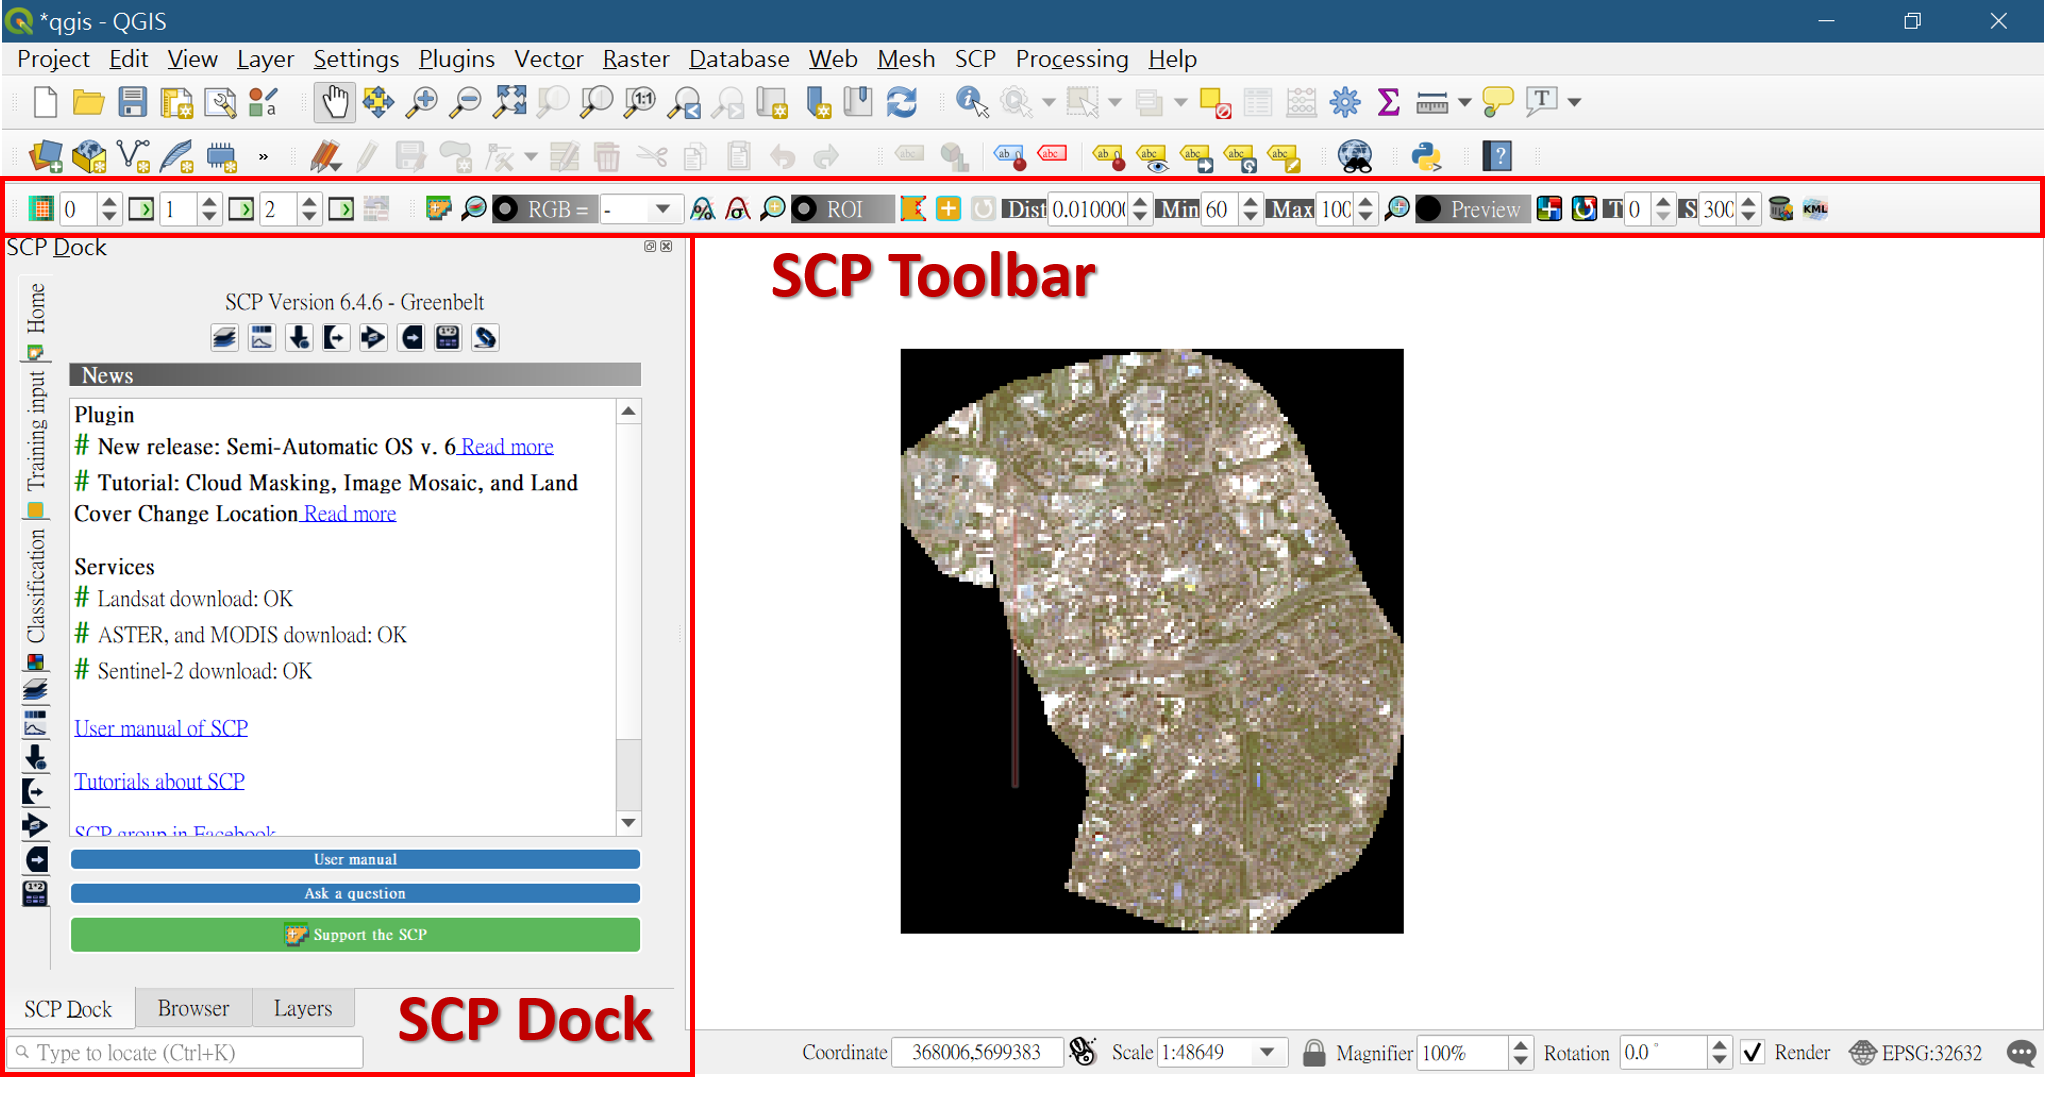 *qgis - QGIS
Project Edit View Layer Settings Plugins Vector Raster Database Web Mesh SCP Processing Help
0 1 2 RGB = - ROI Dist 0.01000 Min 60 Max 100 Preview T 0 S 300 KML
SCP Dock
SCP Toolbar
Home
Training input
Classification
SCP Version 6.4.6 - Greenbelt
News
Plugin
# New release: Semi-Automatic OS v. 6 Read more
# Tutorial: Cloud Masking, Image Mosaic, and Land
Cover Change Location Read more
Services
# Landsat download: OK
# ASTER, and MODIS download: OK
# Sentinel-2 download: OK
User manual of SCP
Tutorials about SCP
SCP group in Facebook
User manual
Ask a question
Support the SCP
SCP Dock Browser Layers
SCP Dock
Type to locate (Ctrl+K)
Coordinate 368006,5699383 Scale 1:48649 Magnifier 100% Rotation 0.0 ° Render EPSG:32632